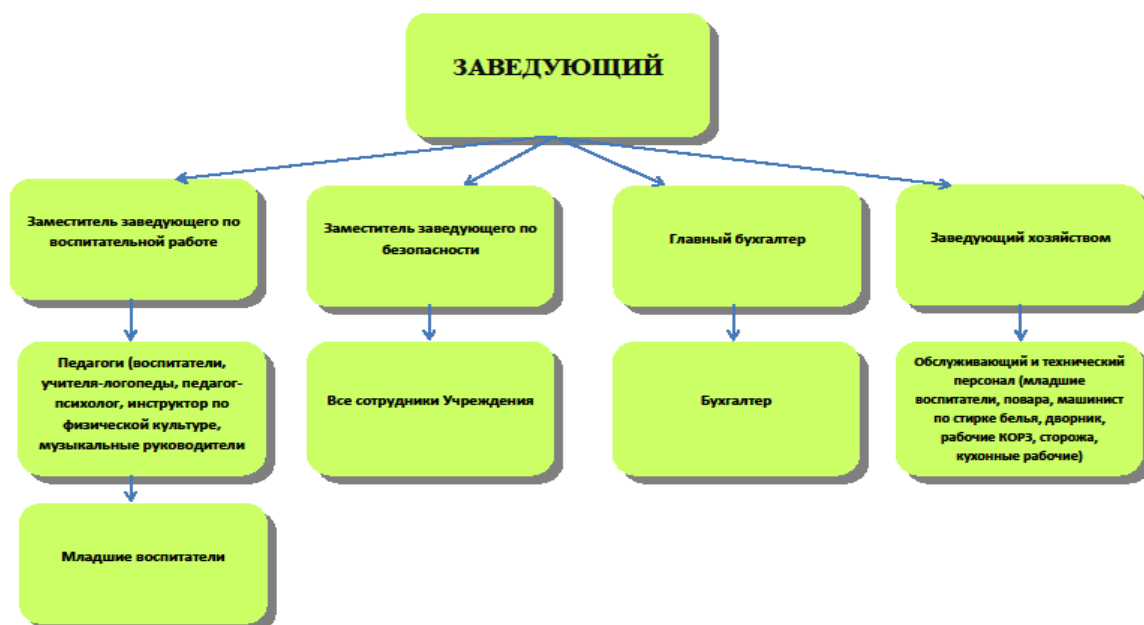 ЗАВЕДУЮЩИЙ
Заместитель заведующего по
воспитательной работе
Заместитель заведующего по
безопасности
Главный бухгалтер
Заведующий хозяйством
Педагоги (воспитатели,
учителя-логопеды, педагог-
психолог, инструктор по
физической культуре,
музыкальные руководители
Все сотрудники Учреждения
Бухгалтер
Обслуживающий и технический
персонал (младшие
воспитатели, повара, машинист
по стирке белья, дворник,
рабочие КОРЗ, сторожа,
кухонные рабочие)
Младшие воспитатели